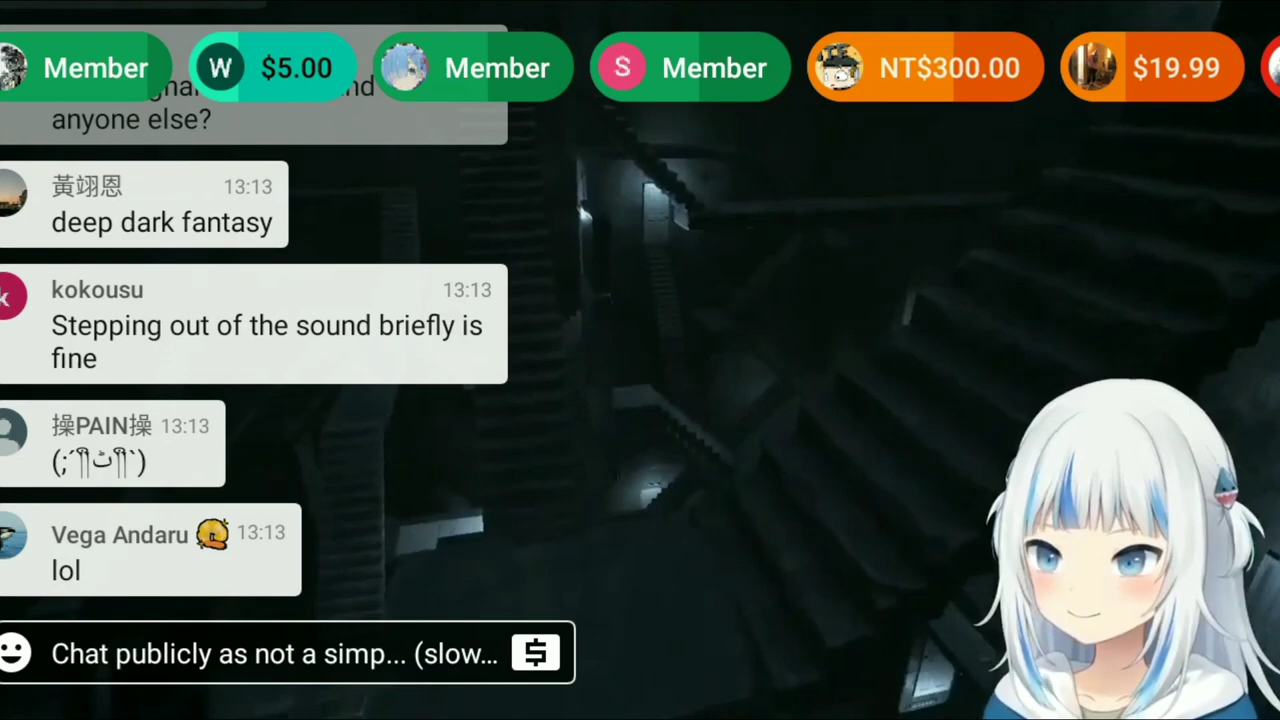 Member
W $5.00
Member
S Member
NT$300.00
$19.99
anyone else?
黃翊恩 13:13
deep dark fantasy
k kokousu 13:13
Stepping out of the sound briefly is
fine
操PAIN操 13:13
Vega Andaru 13:13
lol
Chat publicly as not a simp... (slow... $